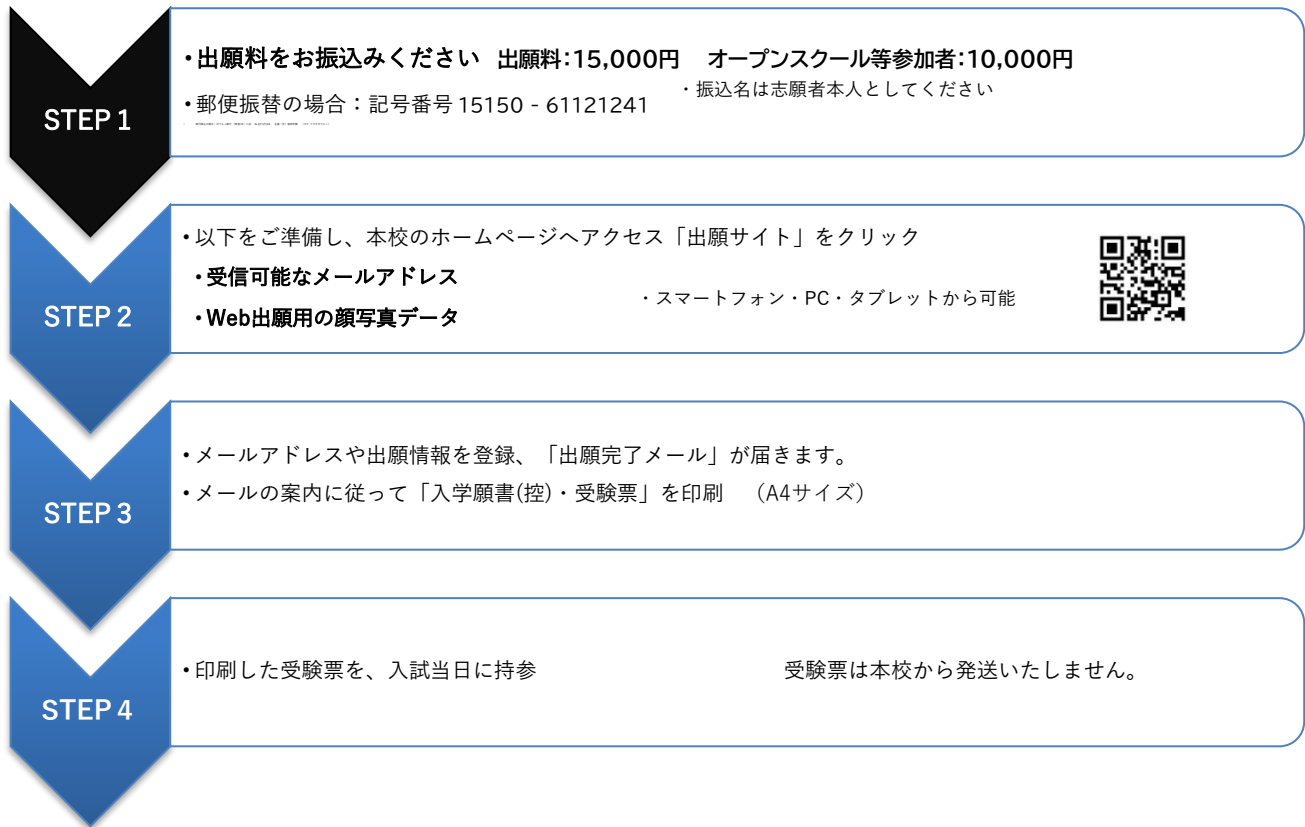 STEP 1
・出願料をお振込みください 出願料:15,000円 オープンスクール等参加者:10,000円
・振込名は志願者本人としてください
・郵便振替の場合：記号番号 15150 - 61121241
STEP 2
・以下をご準備し、本校のホームページへアクセス「出願サイト」をクリック
・受信可能なメールアドレス
・スマートフォン・PC・タブレットから可能
・Web出願用の顔写真データ
STEP 3
・メールアドレスや出願情報を登録、「出願完了メール」が届きます。
・メールの案内に従って「入学願書(控)・受験票」を印刷 （A4サイズ）
STEP 4
・印刷した受験票を、入試当日に持参 受験票は本校から発送いたしません。